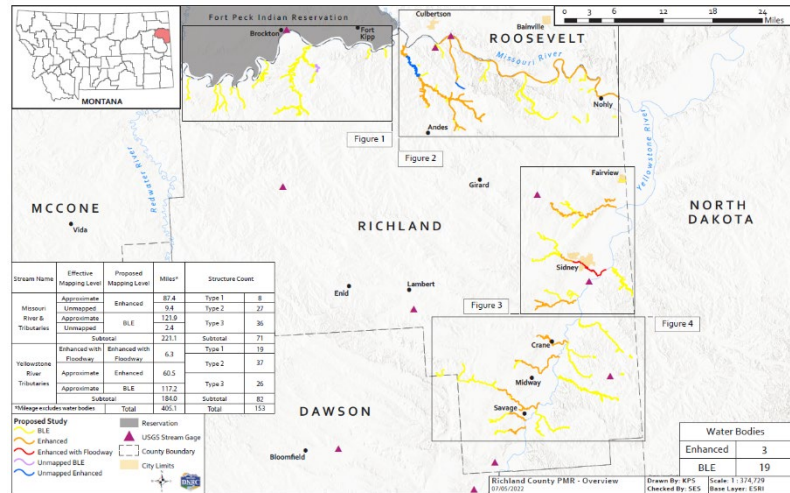 Fort Peck Indian Reservation
Brockton
Fort
Kipp
Culbertson
Bainville
0 3 6 12 18 24
Miles
ROOSEVELT
Missouri River
Nohly
Andes
MONTANA
Figure 1
Figure 2
Redwater River
Yellowstone River
Girard
Fairview
MCCONE
Vida
RICHLAND
NORTH
DAKOTA
Sidney
Enid
Lambert
Figure 3
Figure 4
Crane
Midway
Savage
DAWSON
Bloomfield
Stream Name Effective Mapping Level Proposed Mapping Level Miles* Structure Count
Missouri River & Tributaries
Approximate Enhanced 87.4 Type 1 8
Unmapped 9.4 Type 2 27
Approximate BLE 121.9 Type 3 36
Unmapped 2.4
Subtotal 221.1 Subtotal 71
Yellowstone River Tributaries
Enhanced with Floodway Enhanced with Floodway 6.3 Type 1 19
Approximate Enhanced 60.5 Type 2 37
Approximate BLE 117.2 Type 3 26
Subtotal 184.0 Subtotal 82
*Mileage excludes water bodies Total 405.1 Total 153
Proposed Study
BLE
Enhanced
Enhanced with Floodway
Unmapped BLE
Unmapped Enhanced
Reservation
USGS Stream Gage
County Boundary
City Limits
DNRC
Water Bodies
Enhanced 3
BLE 19
Richland County PMR - Overview
07/05/2022
Drawn By: KPS
Checked By: SES
Scale 1 : 374,729
Base Layer: ESRI